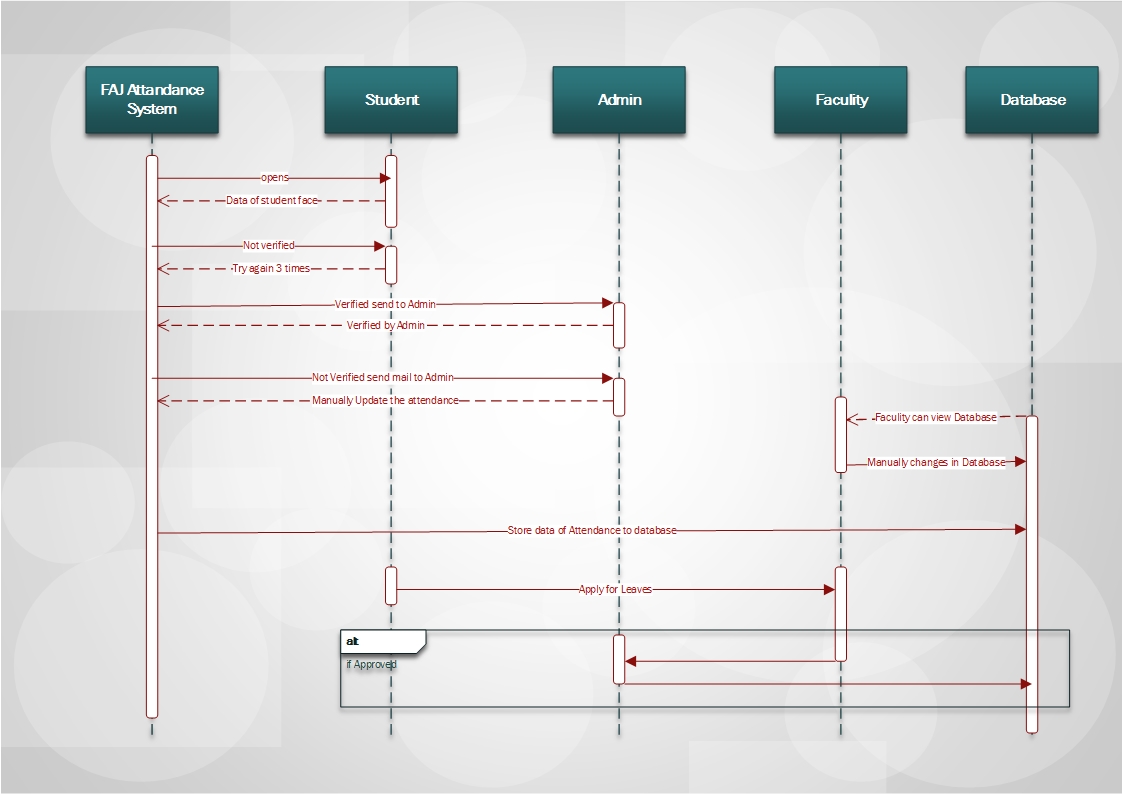 FAJ Attandance
System
Student
Admin
Faculity
Database
opens
Data of student face
Not verified
Try again 3 times
Verified send to Admin
Verified by Admin
Not Verified send mail to Admin
Manually Update the attendance
Faculity can view Database
Manually changes in Database
Store data of Attendance to database
Apply for Leaves
alt
if Approved